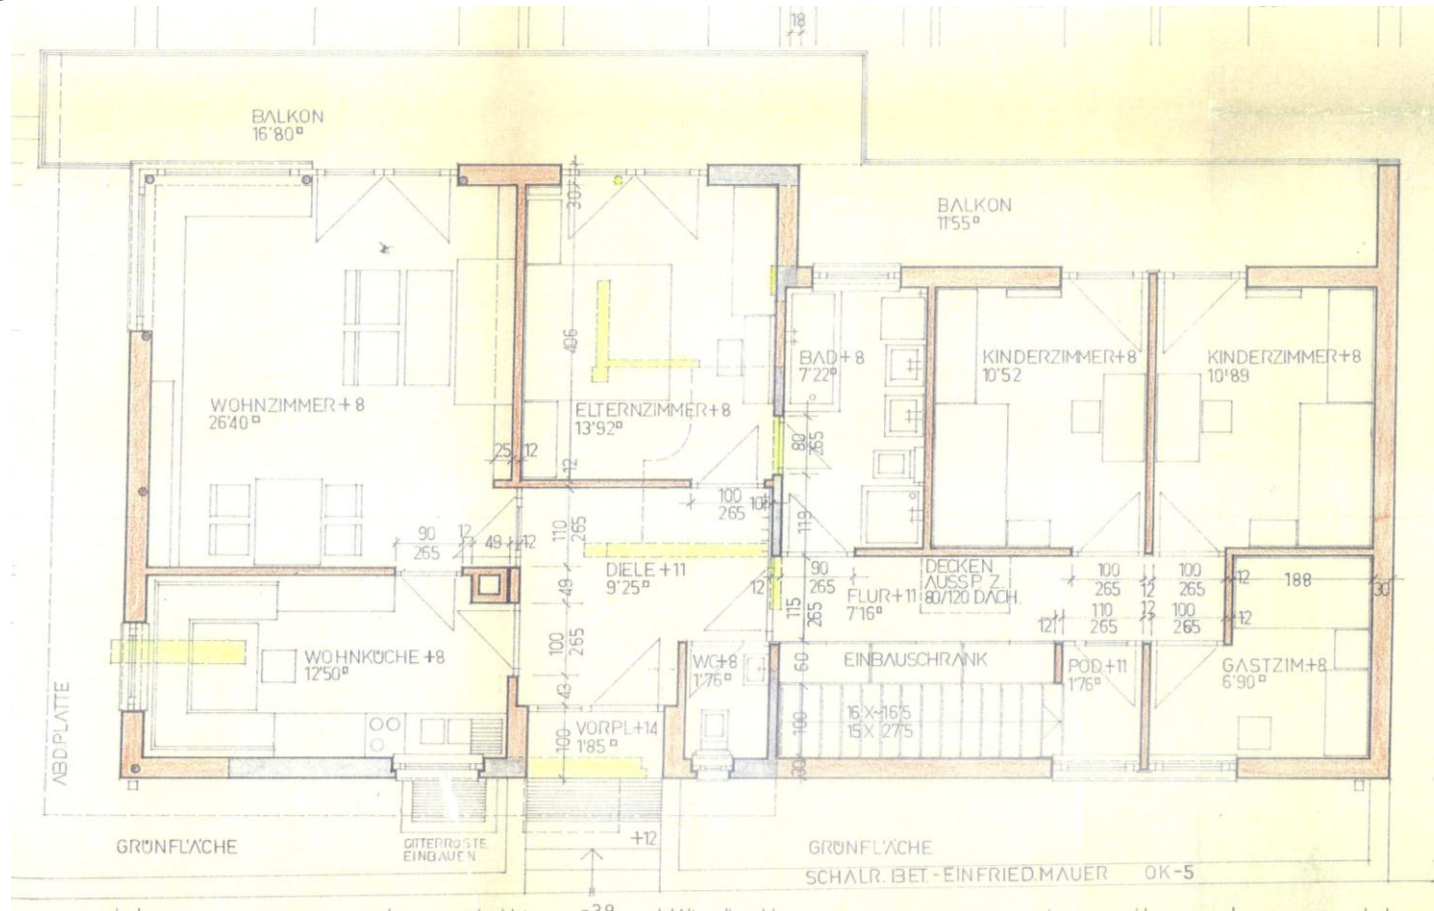 18
BALKON
16'80▫
30
BALKON
11'55▫
406
BAD+8
7'22▫
KINDERZIMMER+8
10'52
KINDERZIMMER+8
10'89
WOHNZIMMER+8
26'40▫
ELTERNZIMMER+8
13'92▫
80
265
25
12
12
100
265
10
119
90
265
12
49
12
110
265
DIELE+11
9'25▫
12
90
265
FLUR+11
7'16▫
DECKEN
AUSSP. Z.
80/120 DACH.
100
265
12
100
265
12
188
30
49
115
265
12
110
265
12
100
265
12
WOHNKÜCHE+8
12'50▫
100
265
WC+8
1'76▫
60
EINBAUSCHRANK
POD.+11
1'76▫
GASTZIM.+8
6'90▫
43
ABD.PLATTE
VORPL+14
1'85▫
100
100
16 X 16'5
15 X 27'5
30
GRÜNFLÄCHE
GITTERROSTE
EINBAUEN
+12
GRÜNFLÄCHE
SCHALR. BET.-EINFRIED.MAUER OK-5